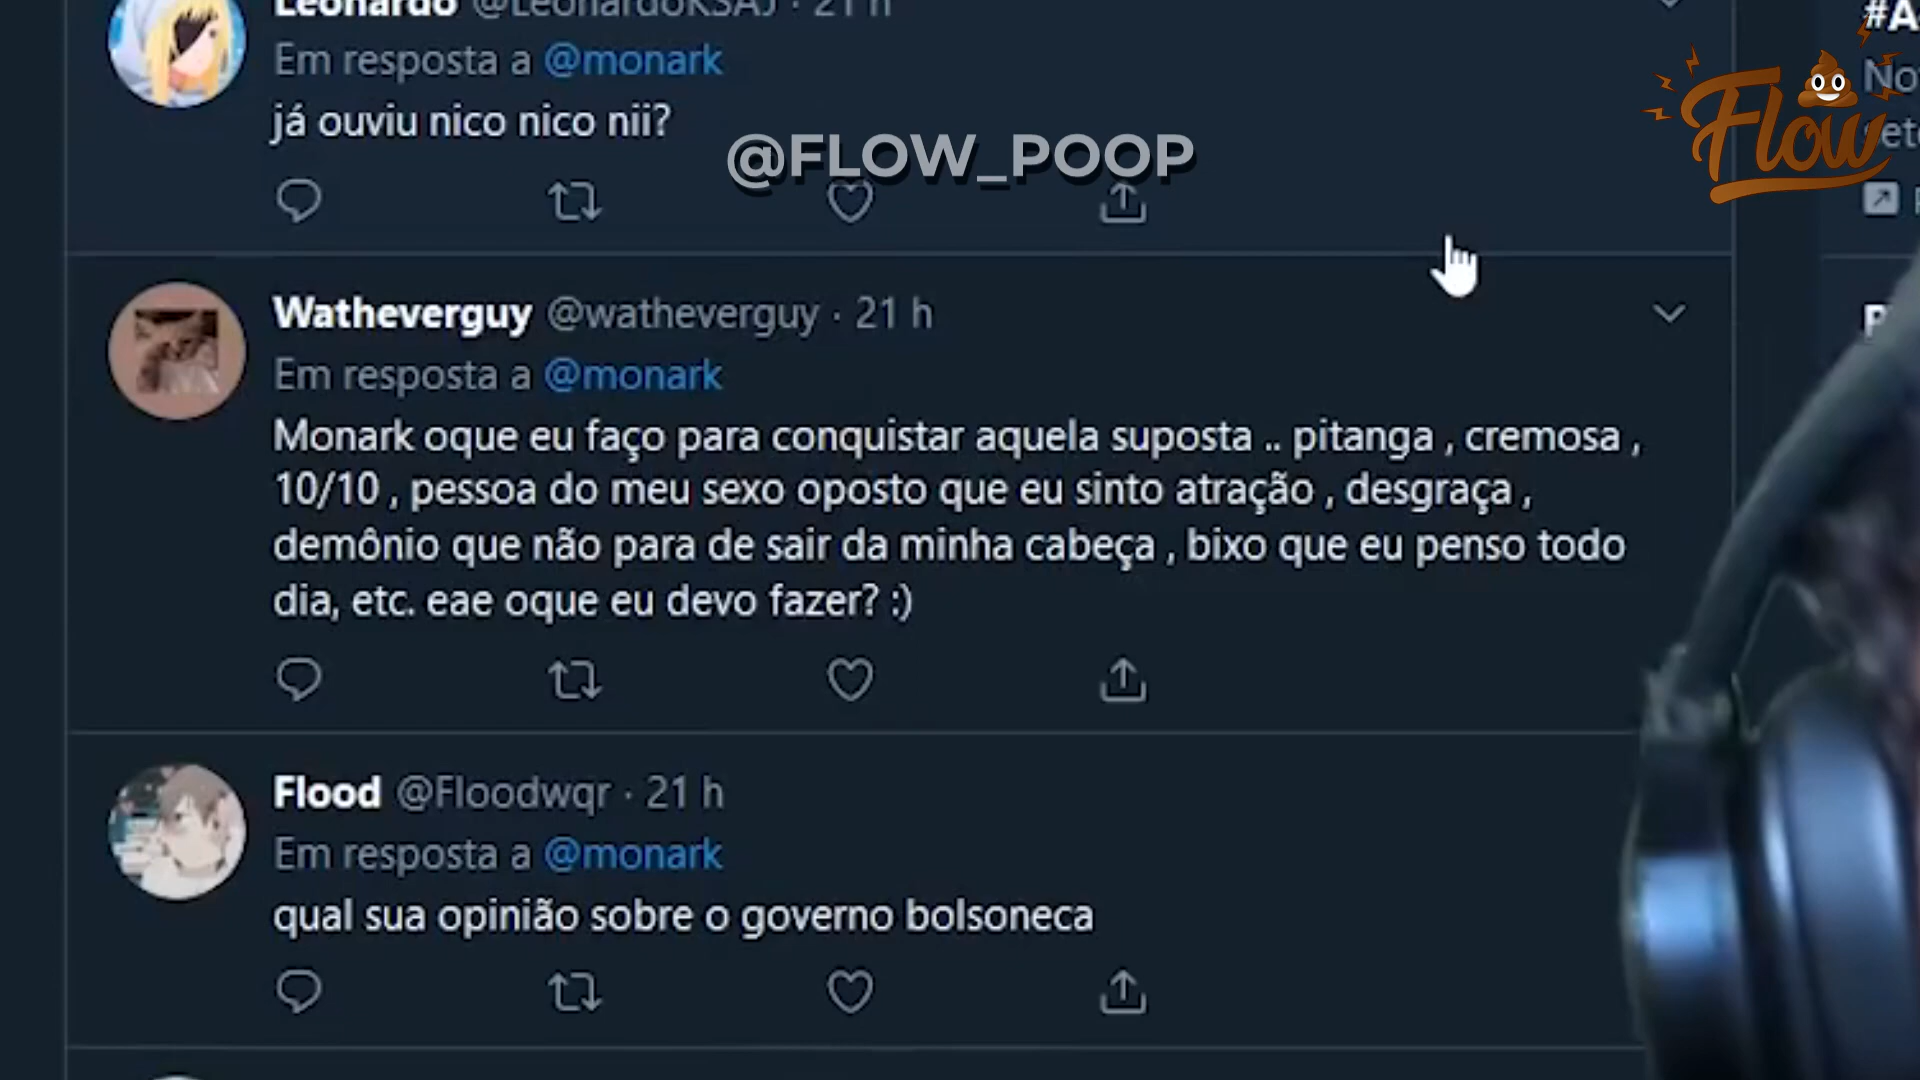 Leonardo @LeonardoKSAJ · 21 h
Em resposta a @monark
já ouviu nico nico nii?
@FLOW_POOP
Flow
Watheverguy @watheverguy · 21 h
Em resposta a @monark
Monark oque eu faço para conquistar aquela suposta .. pitanga , cremosa ,
10/10 , pessoa do meu sexo oposto que eu sinto atração , desgraça ,
demônio que não para de sair da minha cabeça , bixo que eu penso todo
dia, etc. eae oque eu devo fazer? :)
Flood @Floodwqr · 21 h
Em resposta a @monark
qual sua opinião sobre o governo bolsoneca